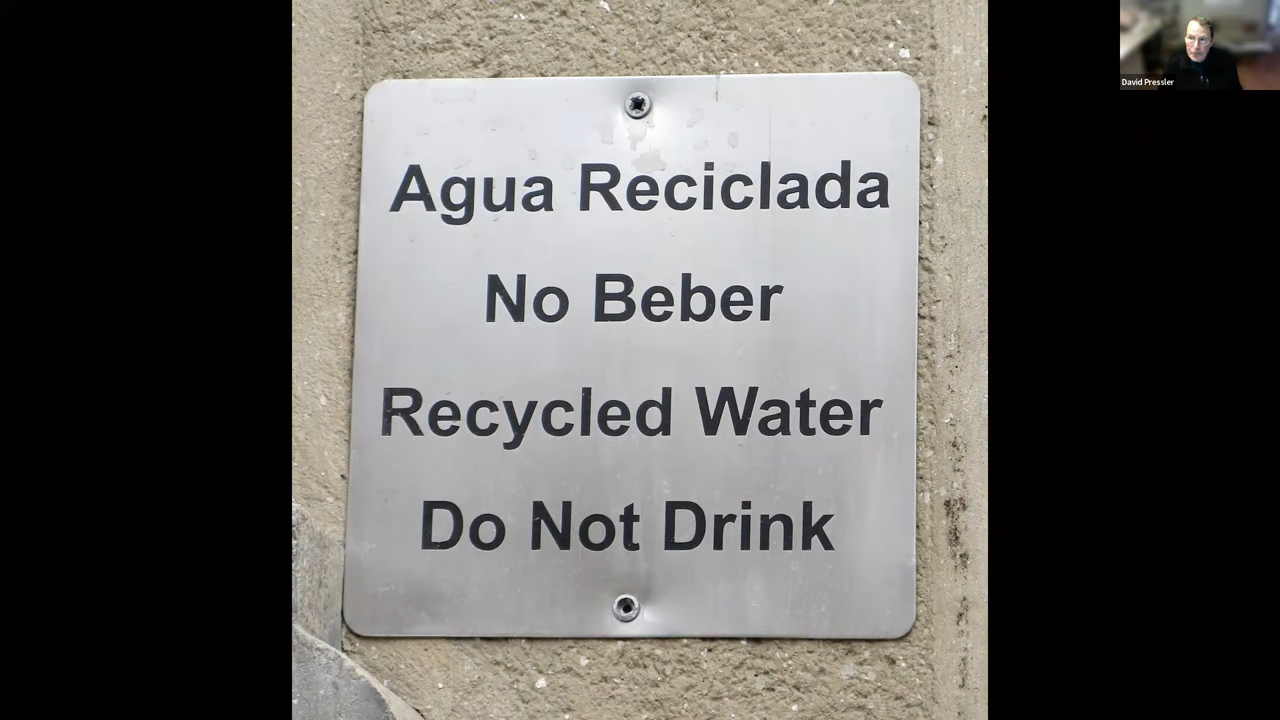 Agua Reciclada
No Beber
Recycled Water
Do Not Drink
David Pressler